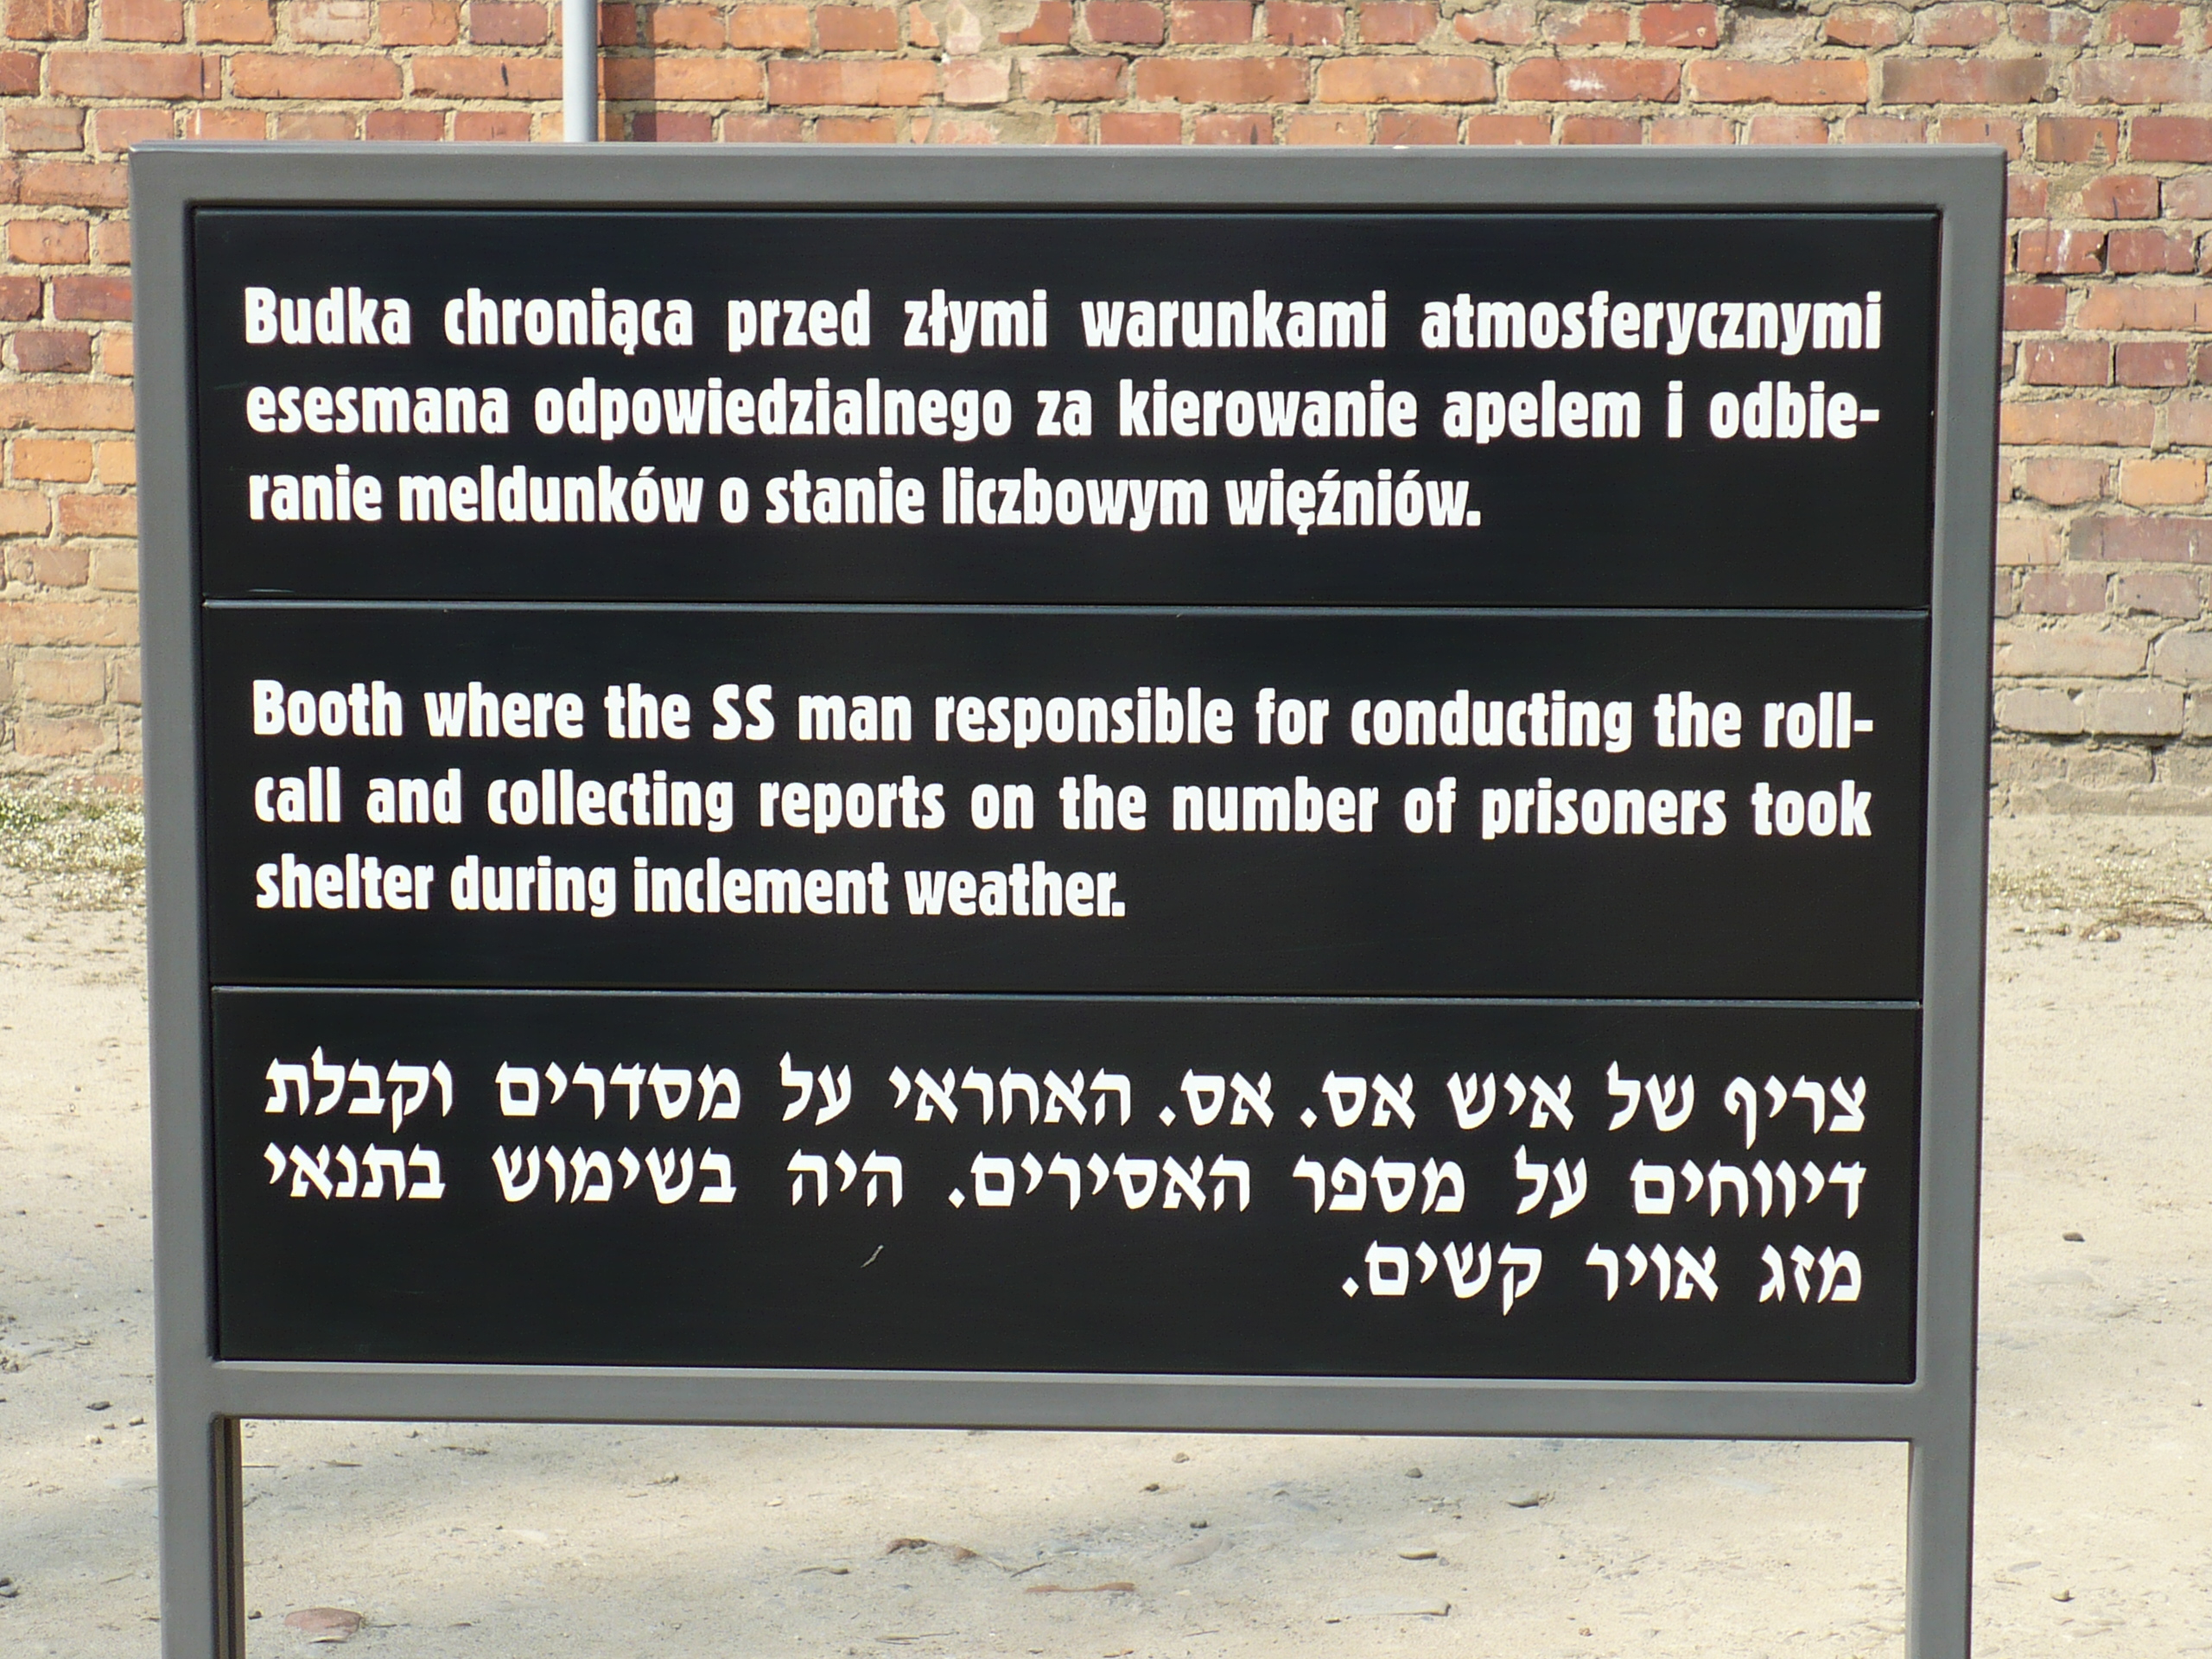 Budka chroniąca przed złymi warunkami atmosferycznymi
esesmana odpowiedzialnego za kierowanie apelem i odbie-
ranie meldunków o stanie liczbowym więźniów.
Booth where the SS man responsible for conducting the roll-
call and collecting reports on the number of prisoners took
shelter during inclement weather.
צריף של איש אס. אס. האחראי על מסדרים וקבלת
דיווחים על מספר האסירים. היה בשימוש בתנאי
מזג אויר קשים.